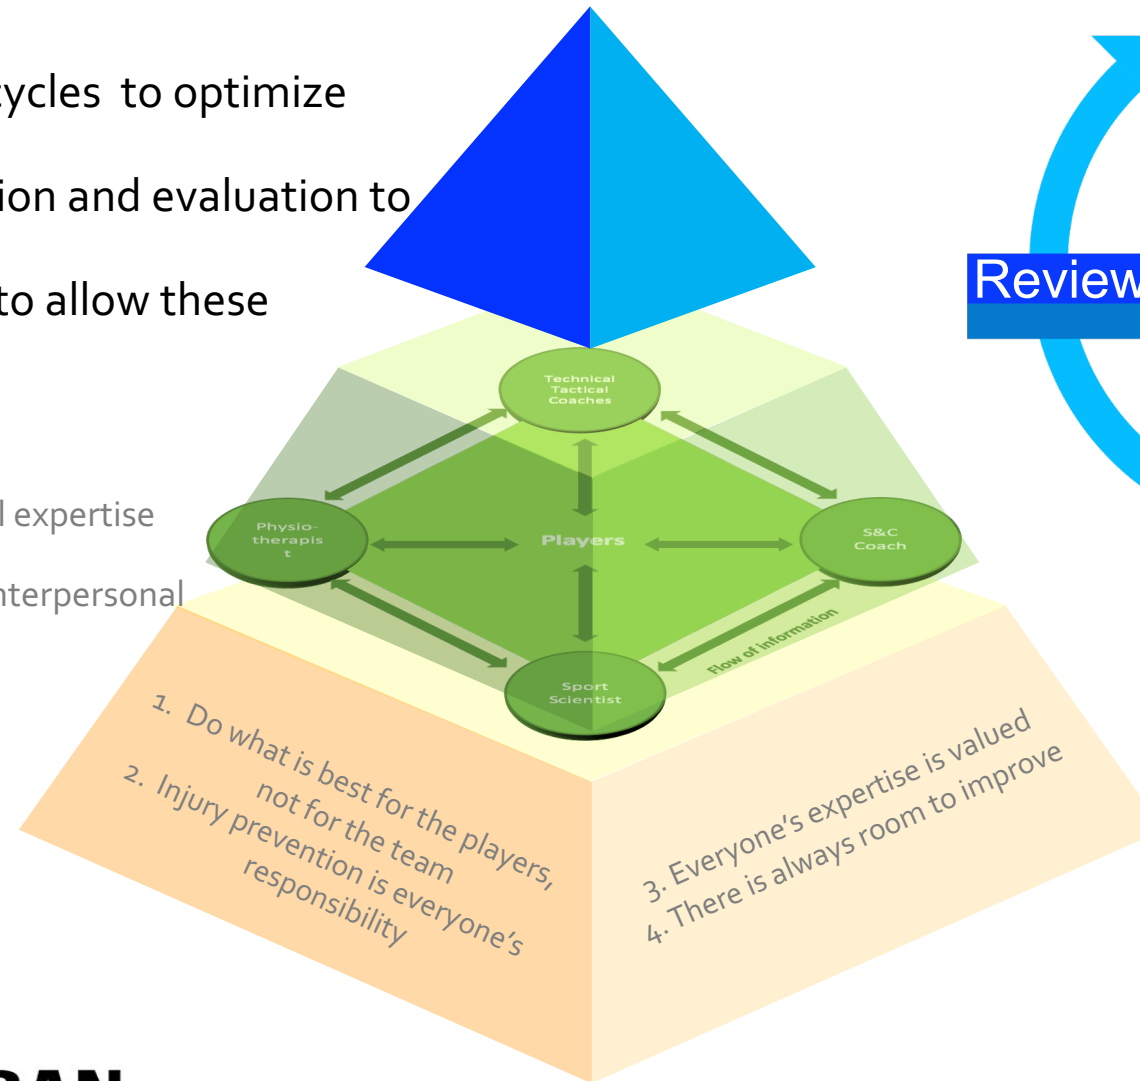 ycles to optimize
ion and evaluation to
to allow these
Review
Technical
Tactical
Coaches
l expertise
Physio-
therapis
t
Players
S&C
Coach
nterpersonal
Flow of information
Sport
Scientist
1. Do what is best for the players,
not for the team
2. Injury prevention is everyone's
responsibility
3. Everyone's expertise is valued
4. There is always room to improve